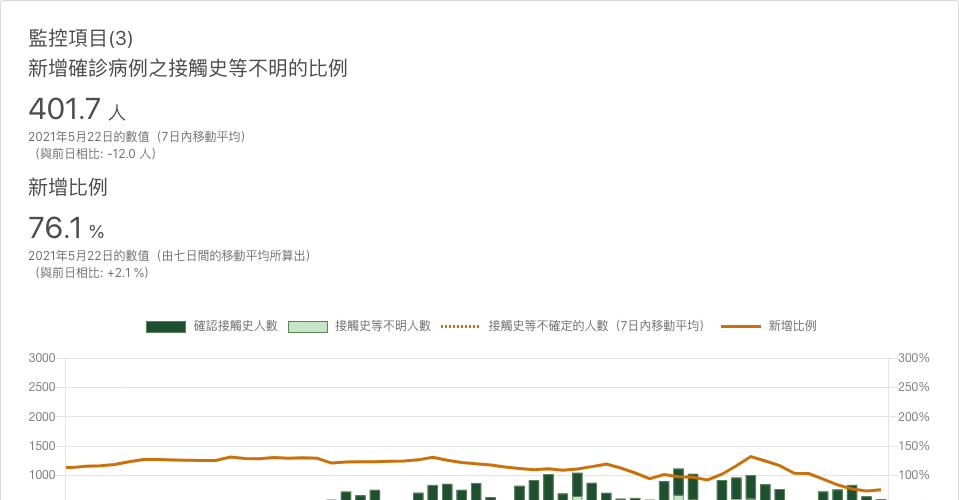 監控項目(3)
新增確診病例之接觸史等不明的比例
401.7 人
2021年5月22日的數值（7日內移動平均）
（與前日相比: -12.0 人）
新增比例
76.1 %
2021年5月22日的數值（由七日間的移動平均所算出）
（與前日相比: +2.1 %）
確認接觸史人數 接觸史等不明人數 接觸史等不確定的人數（7日內移動平均） 新增比例
3000 300%
2500 250%
2000 200%
1500 150%
1000 100%